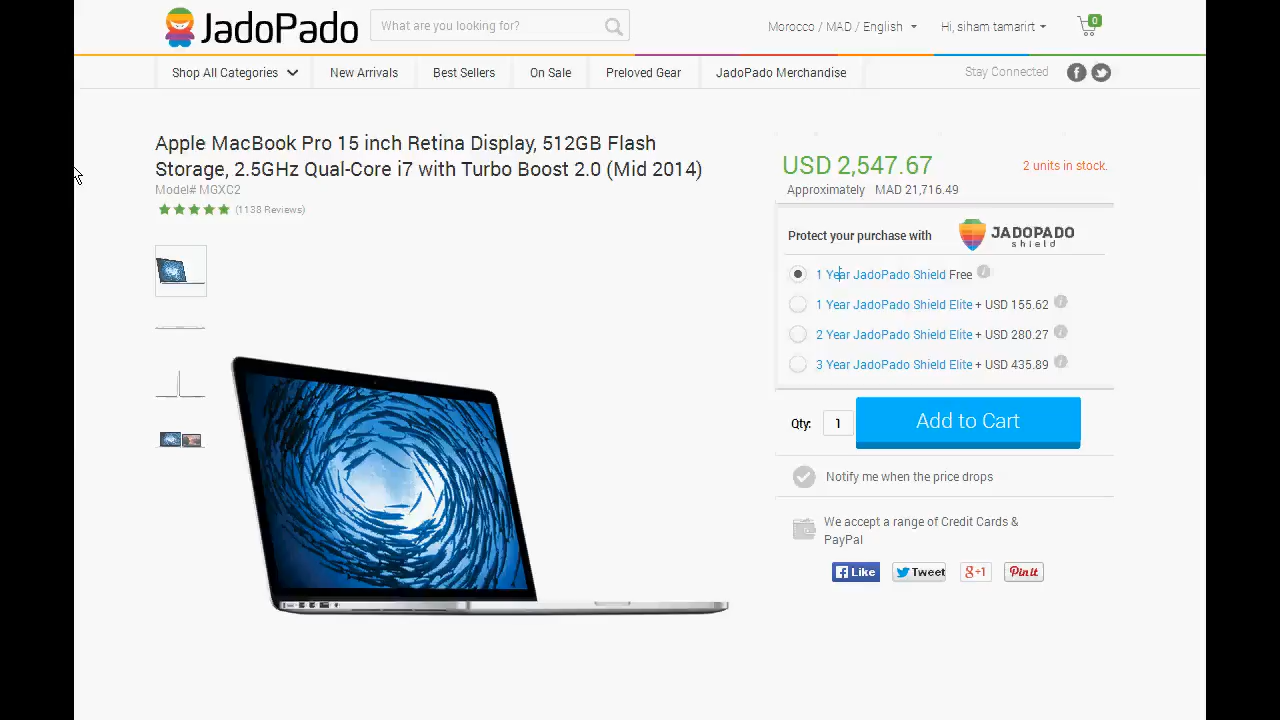 JadoPado
What are you looking for?
Morocco / MAD / English
Hi, siham tamarirt
0
Shop All Categories
New Arrivals
Best Sellers
On Sale
Preloved Gear
JadoPado Merchandise
Stay Connected
Apple MacBook Pro 15 inch Retina Display, 512GB Flash
Storage, 2.5GHz Qual-Core i7 with Turbo Boost 2.0 (Mid 2014)
Model# MGXC2
(1138 Reviews)
USD 2,547.67
2 units in stock.
Approximately MAD 21,716.49
Protect your purchase with
JADOPADO
shield
1 Year JadoPado Shield Free
1 Year JadoPado Shield Elite + USD 155.62
2 Year JadoPado Shield Elite + USD 280.27
3 Year JadoPado Shield Elite + USD 435.89
Qty: 1
Add to Cart
Notify me when the price drops
We accept a range of Credit Cards &
PayPal
Like
Tweet
g+1
Pinit